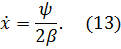 ẋ = ψ / 2β. (13)